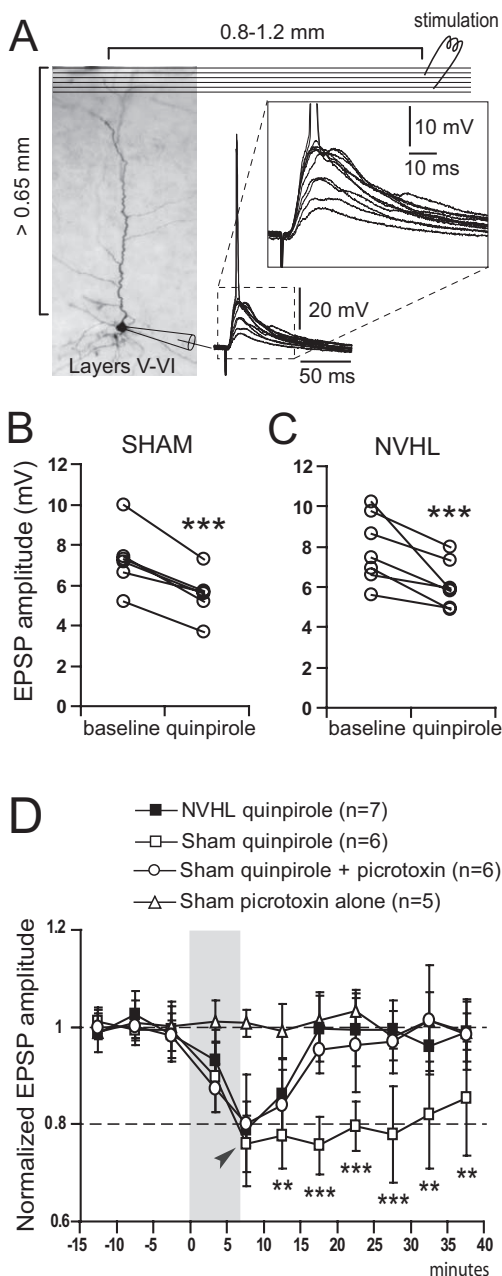 A
0.8-1.2 mm
stimulation
> 0.65 mm
10 mV
10 ms
20 mV
50 ms
Layers V-VI
B
SHAM
C
NVHL
EPSP amplitude (mV)
12
10
8
6
4
2
0
***
baseline quinpirole
12
10
8
6
4
2
0
***
baseline quinpirole
D
NVHL quinpirole (n=7)
Sham quinpirole (n=6)
Sham quinpirole + picrotoxin (n=6)
Sham picrotoxin alone (n=5)
Normalized EPSP amplitude
1.2
1
0.8
0.6
** *** *** *** ** **
-15 -10 -5 0 5 10 15 20 25 30 35 40
minutes